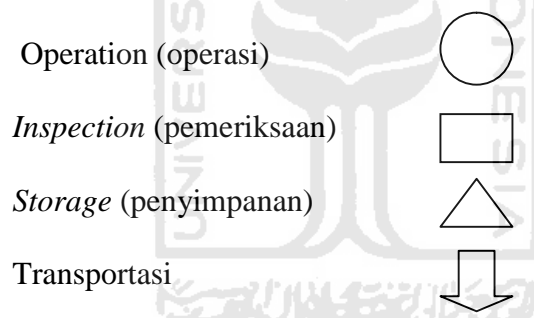 Operation (operasi)
Inspection (pemeriksaan)
Storage (penyimpanan)
Transportasi